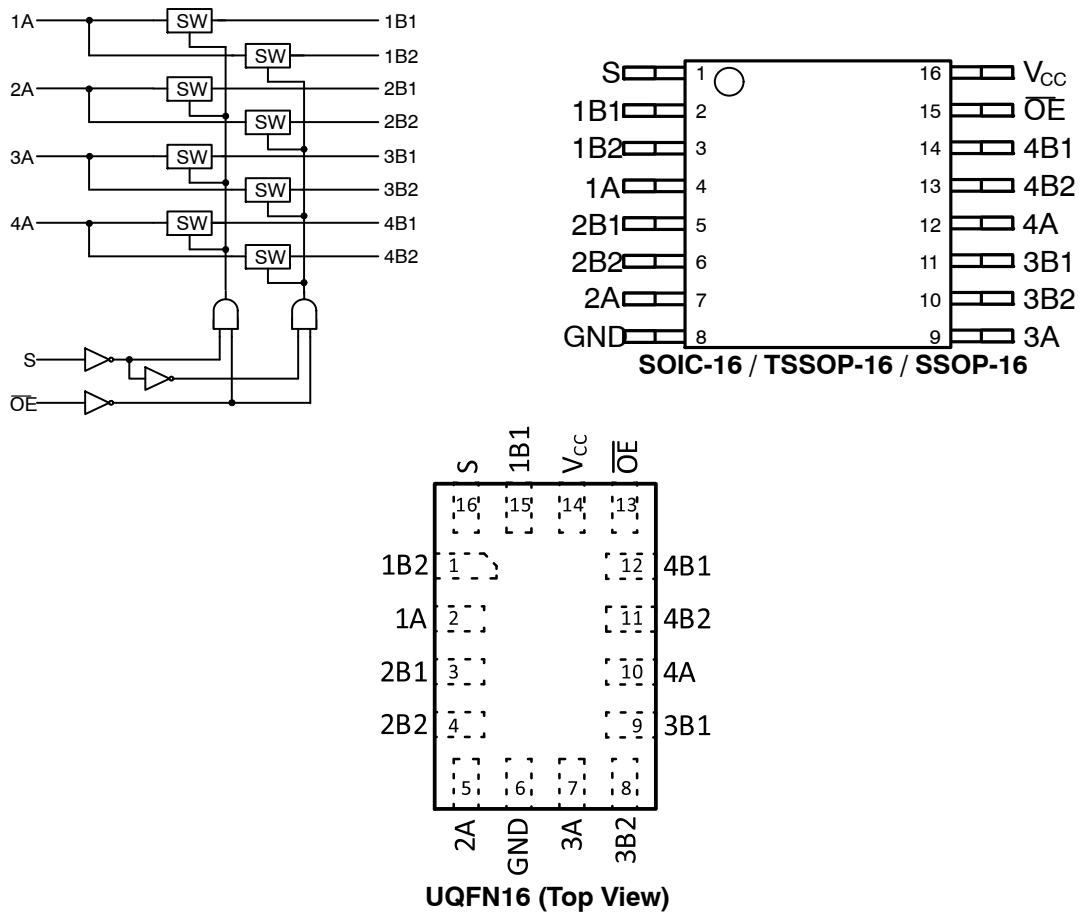 1A SW 1B1
SW 1B2
2A SW 2B1
SW 2B2
3A SW 3B1
SW 3B2
4A SW 4B1
SW 4B2
S
O̅E̅
S 1 16 VCC
1B1 2 15 O̅E̅
1B2 3 14 4B1
1A 4 13 4B2
2B1 5 12 4A
2B2 6 11 3B1
2A 7 10 3B2
GND 8 9 3A
SOIC-16 / TSSOP-16 / SSOP-16
S 1B1 VCC O̅E̅
16 15 14 13
1B2 1 12 4B1
1A 2 11 4B2
2B1 3 10 4A
2B2 4 9 3B1
5 6 7 8
2A GND 3A 3B2
UQFN16 (Top View)